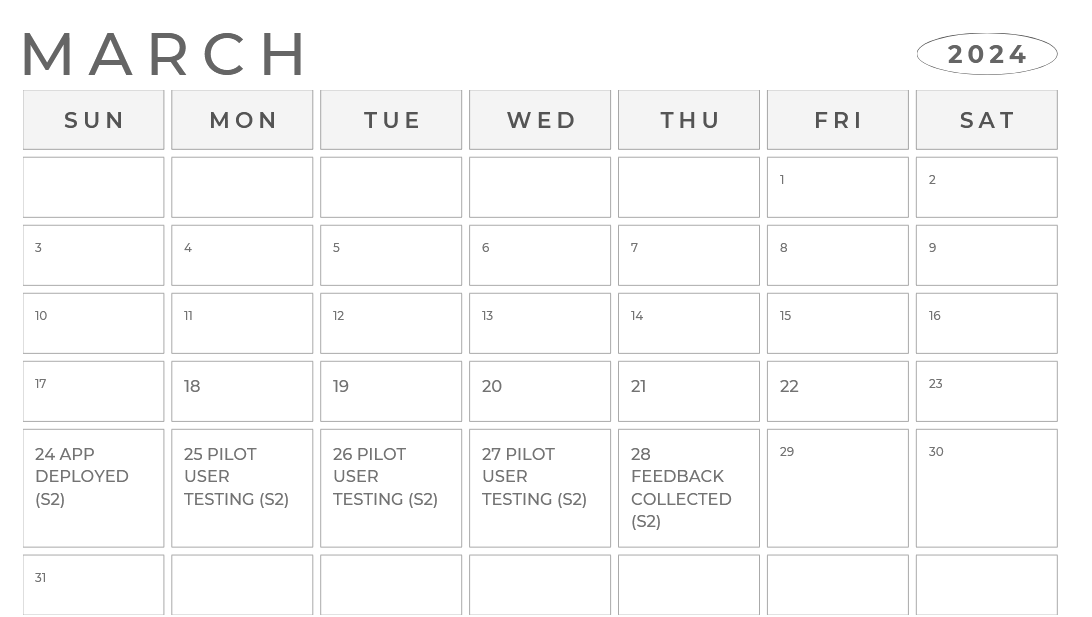 MARCH
2024
SUN MON TUE WED THU FRI SAT
1 2
3 4 5 6 7 8 9
10 11 12 13 14 15 16
17 18 19 20 21 22 23
24 APP
DEPLOYED
(S2)
25 PILOT
USER
TESTING (S2)
26 PILOT
USER
TESTING (S2)
27 PILOT
USER
TESTING (S2)
28
FEEDBACK
COLLECTED
(S2)
29
30
31